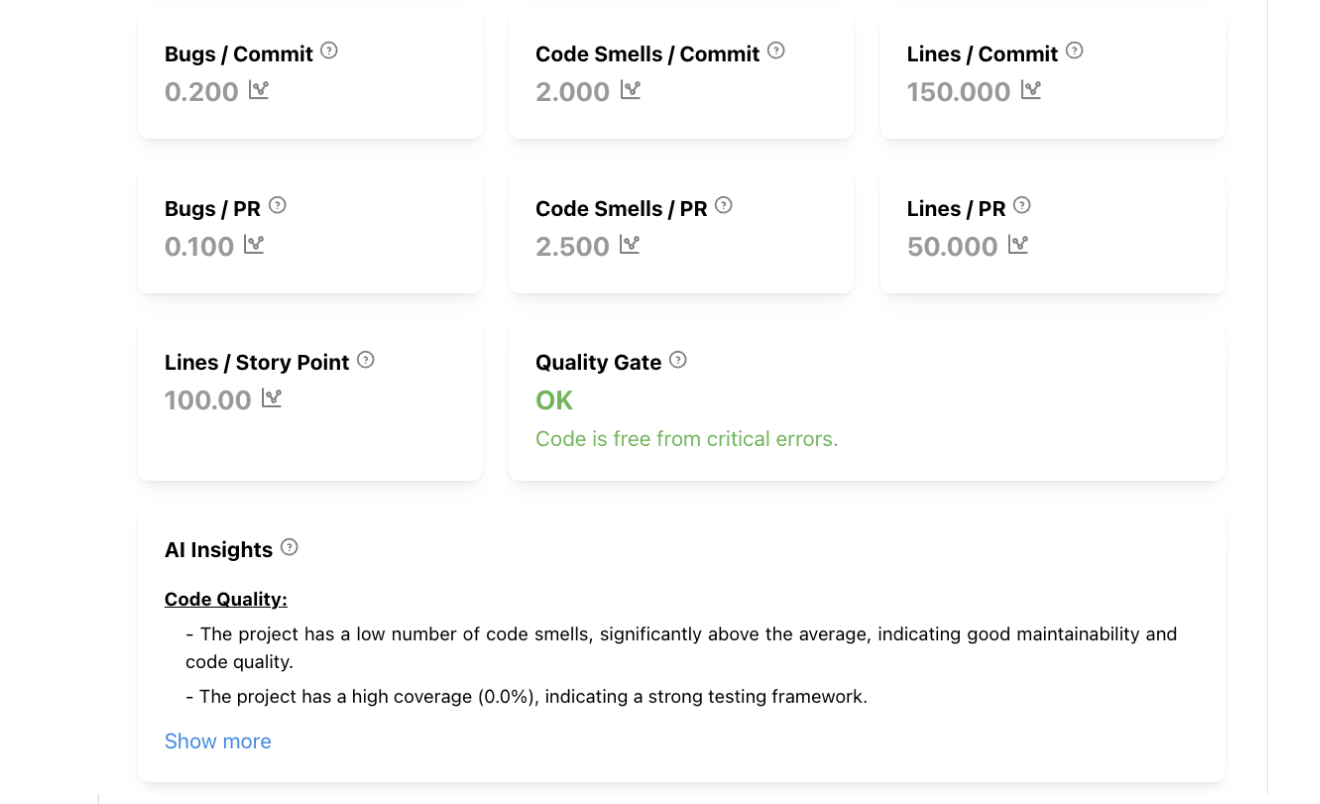 Bugs / Commit ?
Code Smells / Commit ?
Lines / Commit ?
0.200
2.000
150.000
Bugs / PR ?
Code Smells / PR ?
Lines / PR ?
0.100
2.500
50.000
Lines / Story Point ?
Quality Gate ?
100.00
OK
Code is free from critical errors.
AI Insights ?
Code Quality:
- The project has a low number of code smells, significantly above the average, indicating good maintainability and
code quality.
- The project has a high coverage (0.0%), indicating a strong testing framework.
Show more